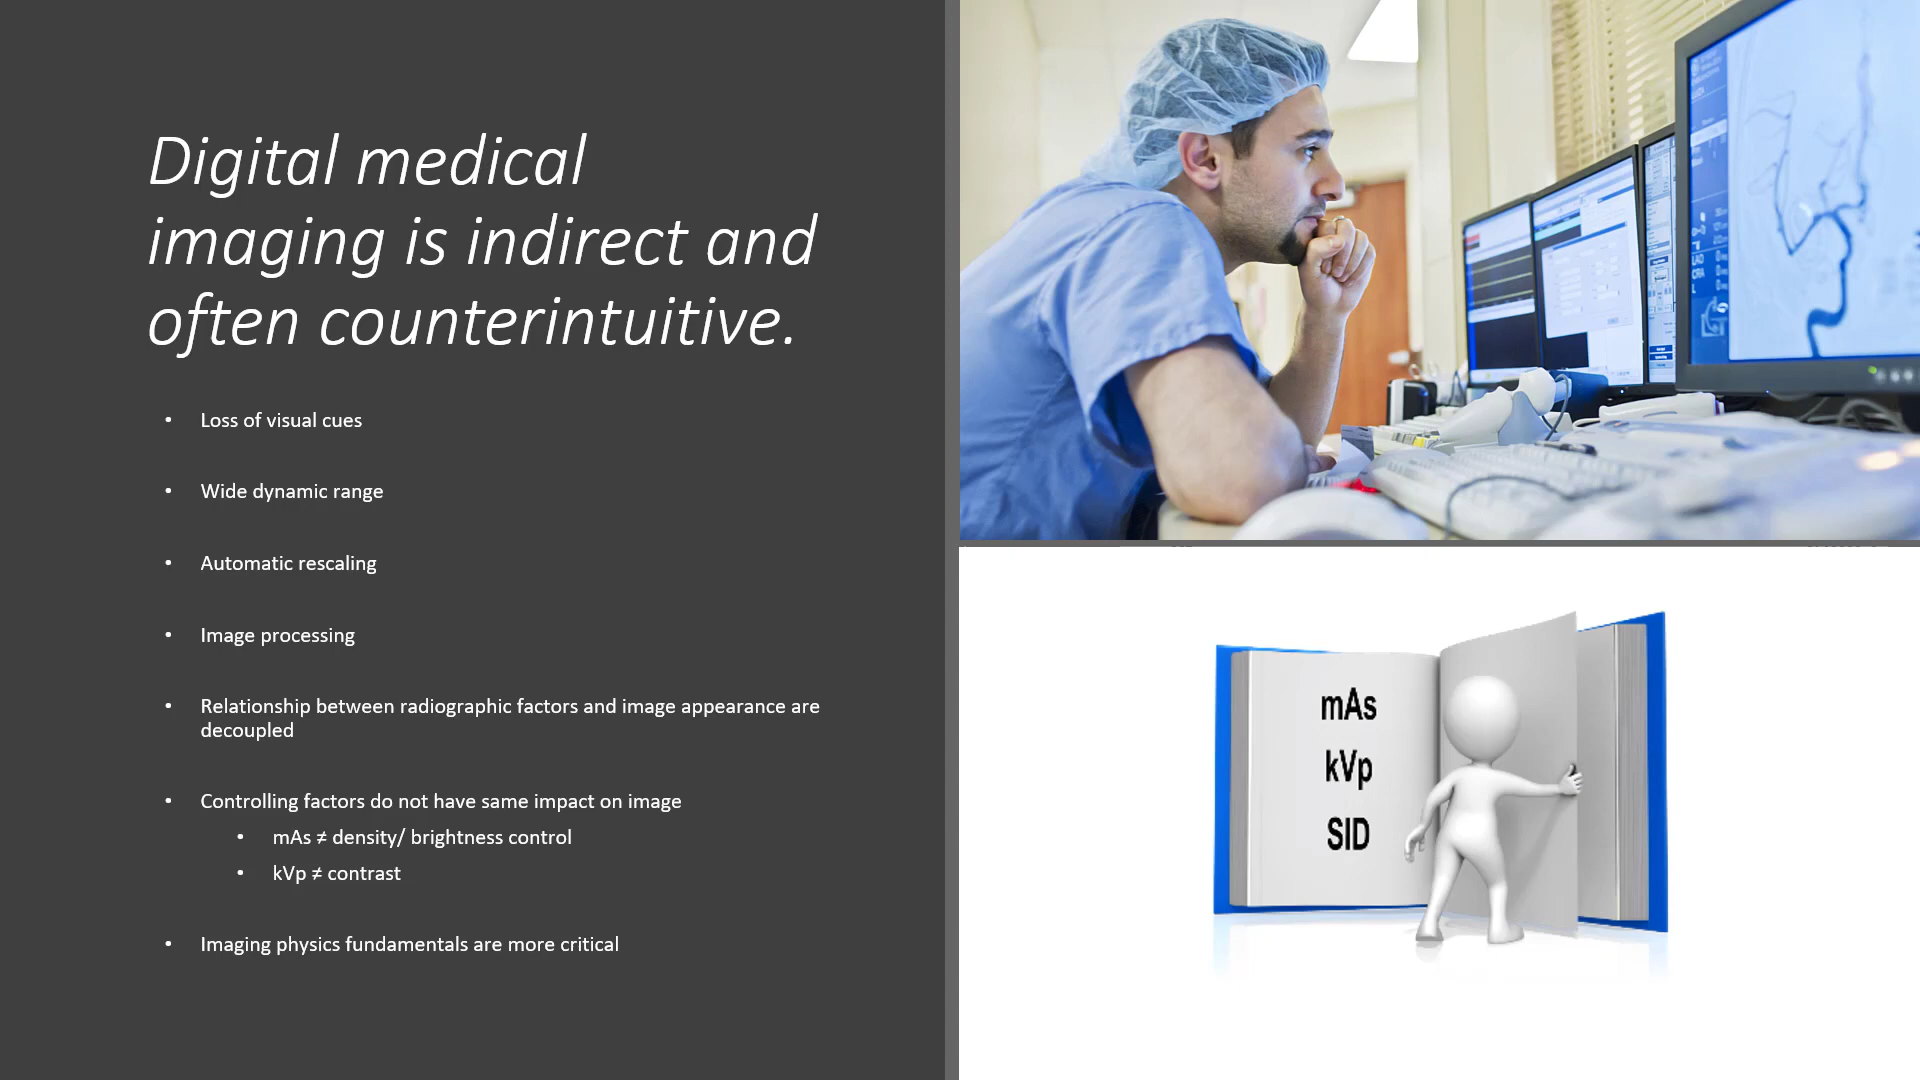 Digital medical
imaging is indirect and
often counterintuitive.
• Loss of visual cues
• Wide dynamic range
• Automatic rescaling
• Image processing
• Relationship between radiographic factors and image appearance are
decoupled
• Controlling factors do not have same impact on image
• mAs ≠ density/ brightness control
• kVp ≠ contrast
• Imaging physics fundamentals are more critical
LAO
CRA
L
mAs
kVp
SID